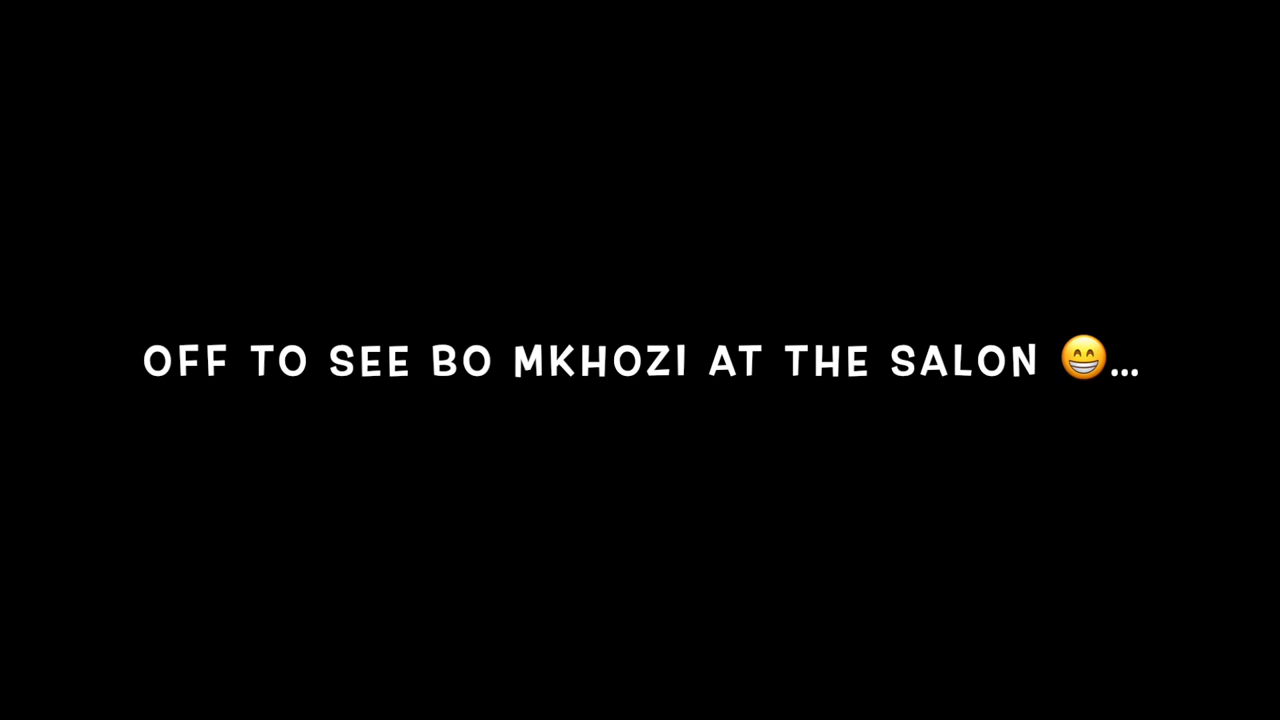 OFF TO SEE BO MKHOZI AT THE SALON 😁...